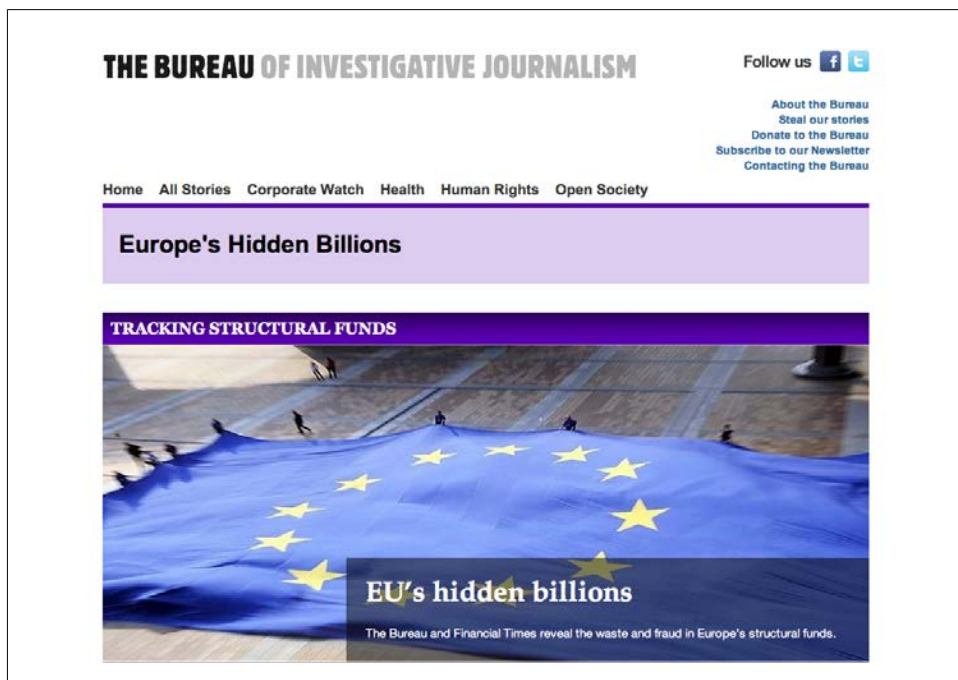 THE BUREAU OF INVESTIGATIVE JOURNALISM
Follow us
About the Bureau
Steal our stories
Donate to the Bureau
Subscribe to our Newsletter
Contacting the Bureau
Home All Stories Corporate Watch Health Human Rights Open Society
Europe's Hidden Billions
TRACKING STRUCTURAL FUNDS
EU's hidden billions
The Bureau and Financial Times reveal the waste and fraud in Europe's structural funds.